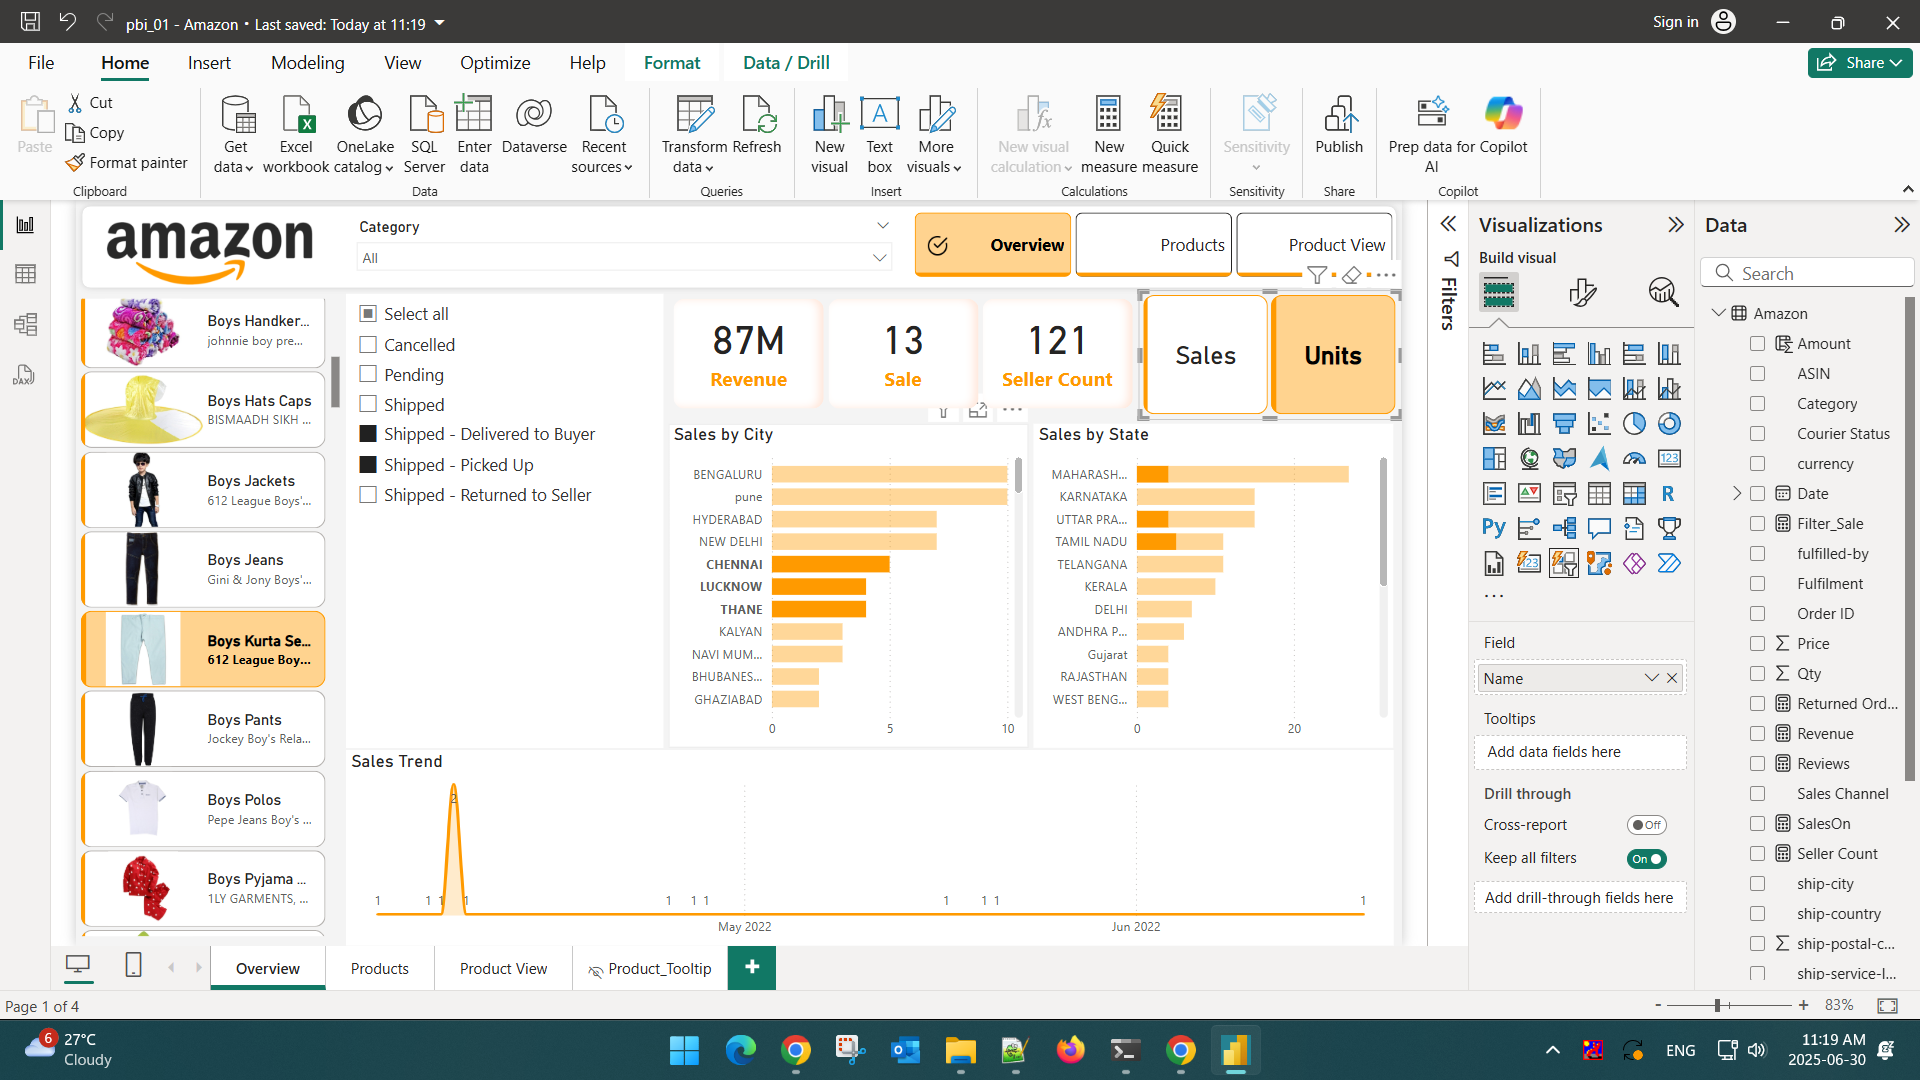 pbi_01 - Amazon • Last saved: Today at 11:19
Sign in
File
Home
Insert
Modeling
View
Optimize
Help
Format
Data / Drill
Share
Paste
Cut
Copy
Format painter
Clipboard
Get data
Excel workbook
OneLake catalog
SQL Server
Enter data
Dataverse
Recent sources
Data
Transform data
Refresh
Queries
New visual
Text box
More visuals
Insert
New visual calculation
New measure
Quick measure
Calculations
Sensitivity
Sensitivity
Publish
Share
Prep data for AI
Copilot
Copilot
amazon
Category
All
Overview
Products
Product View
Boys Handker...
johnnie boy pre...
Boys Hats Caps
BISMAADH SIKH ...
Boys Jackets
612 League Boys'...
Boys Jeans
Gini & Jony Boys'...
Boys Kurta Se...
612 League Boy...
Boys Pants
Jockey Boy's Rela...
Boys Polos
Pepe Jeans Boy's ...
Boys Pyjama ...
1LY GARMENTS, ...
Select all
Cancelled
Pending
Shipped
Shipped - Delivered to Buyer
Shipped - Picked Up
Shipped - Returned to Seller
87M
Revenue
13
Sale
121
Seller Count
Sales
Units
Sales by City
BENGALURU
pune
HYDERABAD
NEW DELHI
CHENNAI
LUCKNOW
THANE
KALYAN
NAVI MUM...
BHUBANES...
GHAZIABAD
0 5 10
Sales by State
MAHARASH...
KARNATAKA
UTTAR PRA...
TAMIL NADU
TELANGANA
KERALA
DELHI
ANDHRA P...
Gujarat
RAJASTHAN
WEST BENG...
0 20
Sales Trend
2
1 1 1 1 1 1 1 1 1 1 1
May 2022 Jun 2022
Filters
Visualizations
Build visual
123
R
Py
123
Field
Name
Tooltips
Add data fields here
Drill through
Cross-report
Off
Keep all filters
On
Add drill-through fields here
Data
Search
Amazon
Amount
ASIN
Category
Courier Status
currency
Date
Filter_Sale
fulfilled-by
Fulfilment
Order ID
Price
Qty
Returned Ord...
Revenue
Reviews
Sales Channel
SalesOn
Seller Count
ship-city
ship-country
ship-postal-c...
ship-service-l...
DAX
Overview
Products
Product View
Product_Tooltip
+
Page 1 of 4
- + 83%
6
27°C
Cloudy
ENG
11:19 AM
2025-06-30